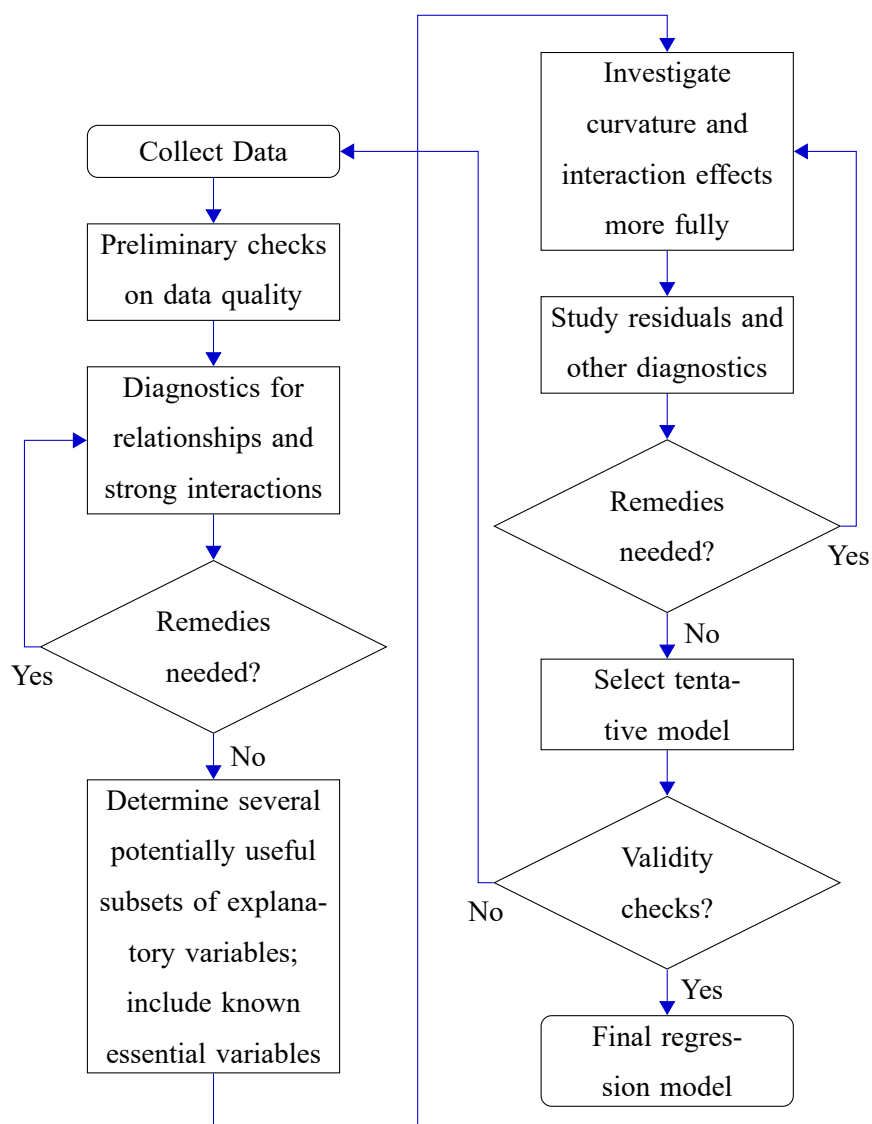 Collect Data
Preliminary checks
on data quality
Diagnostics for
relationships and
strong interactions
Remedies
needed?
Yes
No
Determine several
potentially useful
subsets of explana-
tory variables;
include known
essential variables
Investigate
curvature and
interaction effects
more fully
Study residuals and
other diagnostics
Remedies
needed?
Yes
No
Select tenta-
tive model
Validity
checks?
No
Yes
Final regres-
sion model